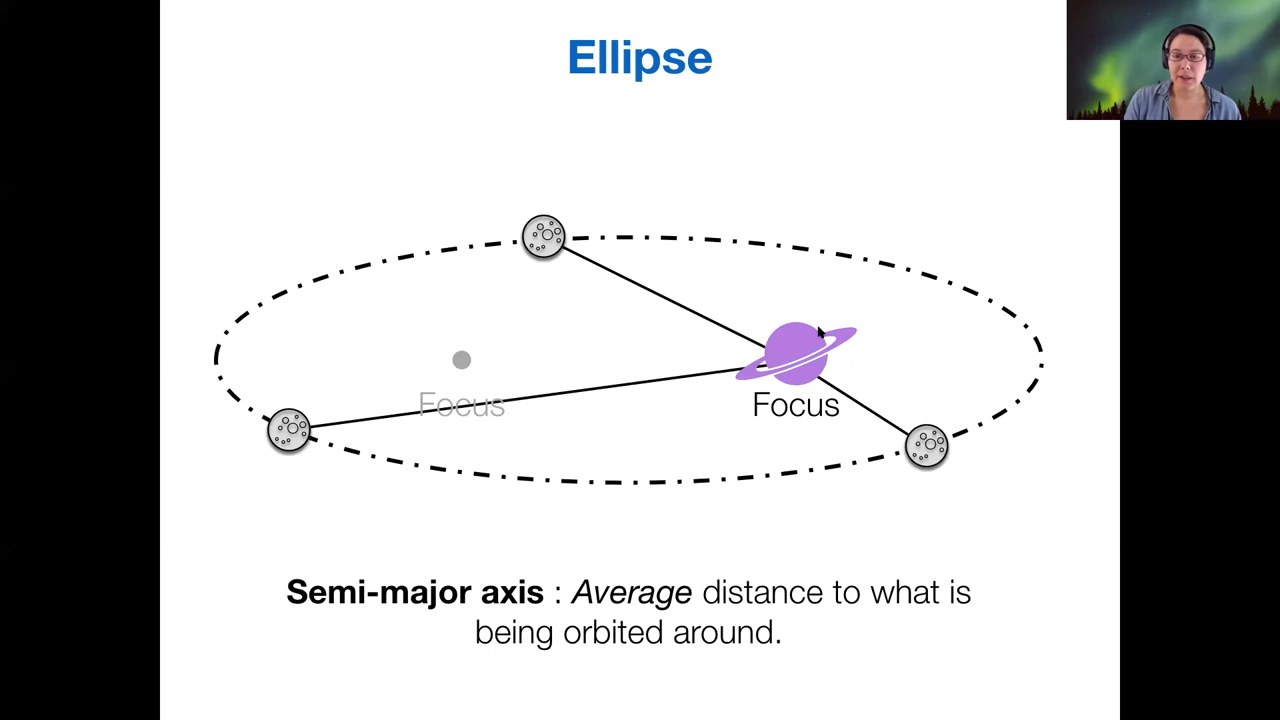 Ellipse
Focus
Focus
Semi-major axis : Average distance to what is
being orbited around.